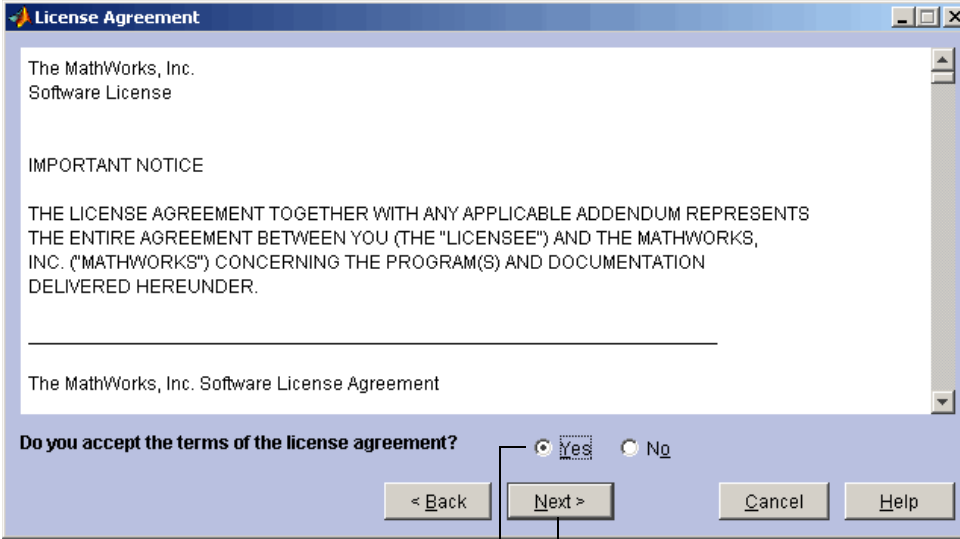 License Agreement
The MathWorks, Inc.
Software License
IMPORTANT NOTICE
THE LICENSE AGREEMENT TOGETHER WITH ANY APPLICABLE ADDENDUM REPRESENTS
THE ENTIRE AGREEMENT BETWEEN YOU (THE "LICENSEE") AND THE MATHWORKS,
INC. ("MATHWORKS") CONCERNING THE PROGRAM(S) AND DOCUMENTATION
DELIVERED HEREUNDER.
The MathWorks, Inc. Software License Agreement
Do you accept the terms of the license agreement? Yes No
< Back Next > Cancel Help